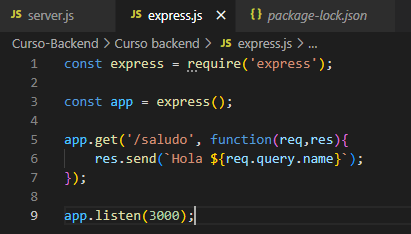 JS server.js JS express.js X package-lock.json
Curso-Backend > Curso backend > JS express.js > ...
1 const express = require('express');
2
3 const app = express();
4
5 app.get('/saludo', function(req,res){
6 res.send(`Hola ${req.query.name}`);
7 });
8
9 app.listen(3000);